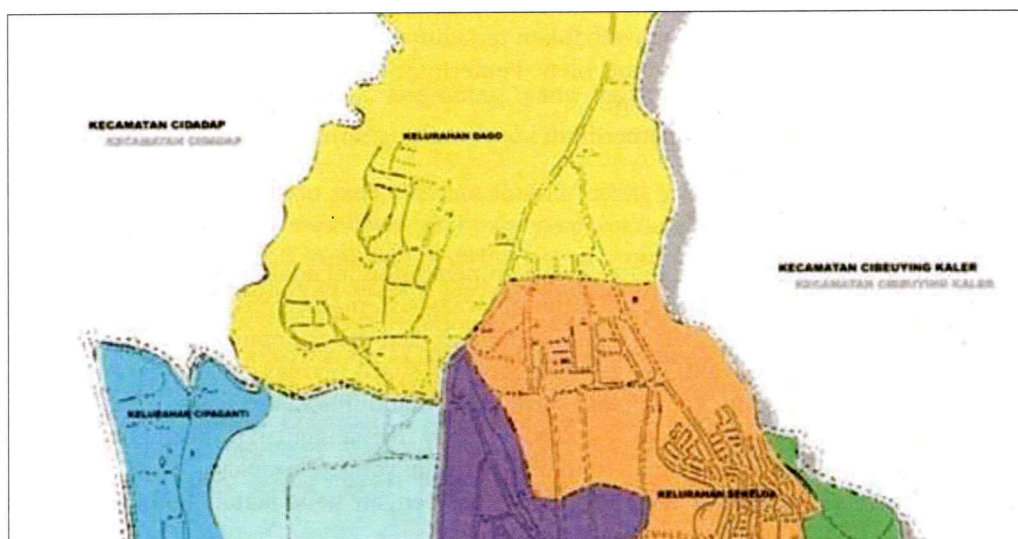 KECAMATAN CIDADAP
KECAMATAN CIDADAP
KELURAHAN DAGO
KECAMATAN CIBEUYING KALER
KECAMATAN CIBEUYING KALER
KELURAHAN CIPAGANTI
KELURAHAN SEKELOA